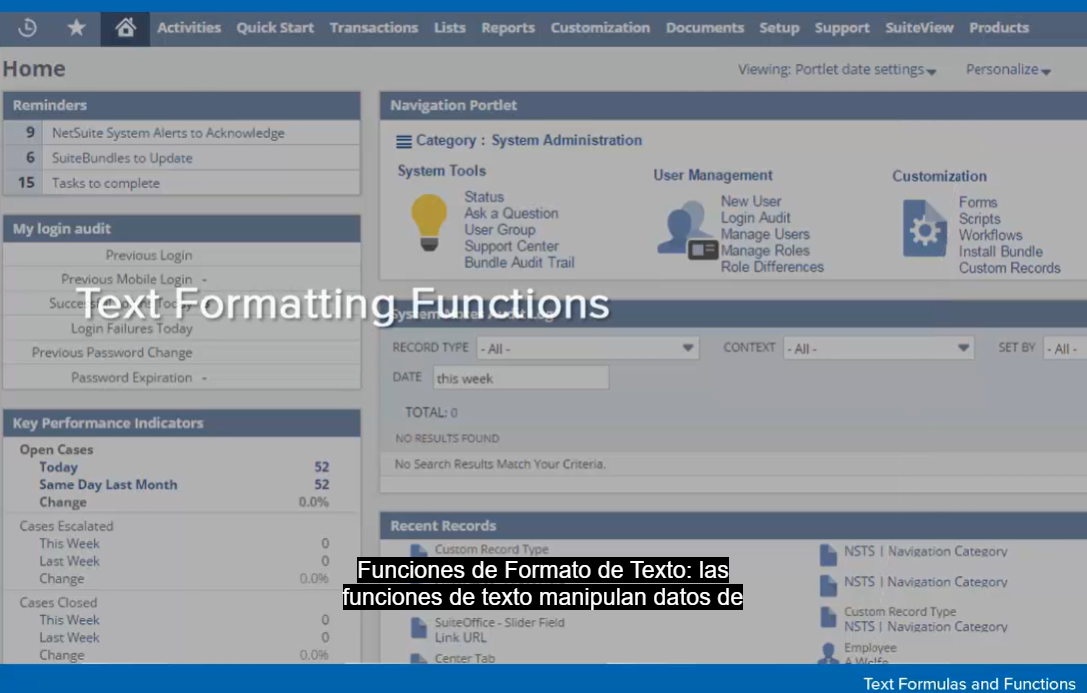 Activities Quick Start Transactions Lists Reports Customization Documents Setup Support SuiteView Products
Home
Viewing: Portlet date settings
Personalize
Reminders
9 NetSuite System Alerts to Acknowledge
6 SuiteBundles to Update
15 Tasks to complete
My login audit
Previous Login
Previous Mobile Login -
Today
Login Failures Today
Previous Password Change
Password Expiration -
Text Formatting Functions
Key Performance Indicators
Open Cases
Today 52
Same Day Last Month 52
Change 0.0%
Cases Escalated
This Week 0
Last Week 0
Change 0.0%
Cases Closed
This Week 0
Last Week 0
Change 0.0%
Navigation Portlet
Category : System Administration
System Tools
Status
Ask a Question
User Group
Support Center
Bundle Audit Trail
User Management
New User
Login Audit
Manage Users
Manage Roles
Role Differences
Customization
Forms
Scripts
Workflows
Install Bundle
Custom Records
RECORD TYPE - All - CONTEXT - All - SET BY - All -
DATE this week
TOTAL: 0
NO RESULTS FOUND
No Search Results Match Your Criteria.
Recent Records
Custom Record Type
SuiteOffice - Slider Field
Link URL
Center Tab
NSTS | Navigation Category
NSTS | Navigation Category
Custom Record Type
NSTS | Navigation Category
Employee
A Wolfe
Funciones de Formato de Texto: las
funciones de texto manipulan datos de
Text Formulas and Functions